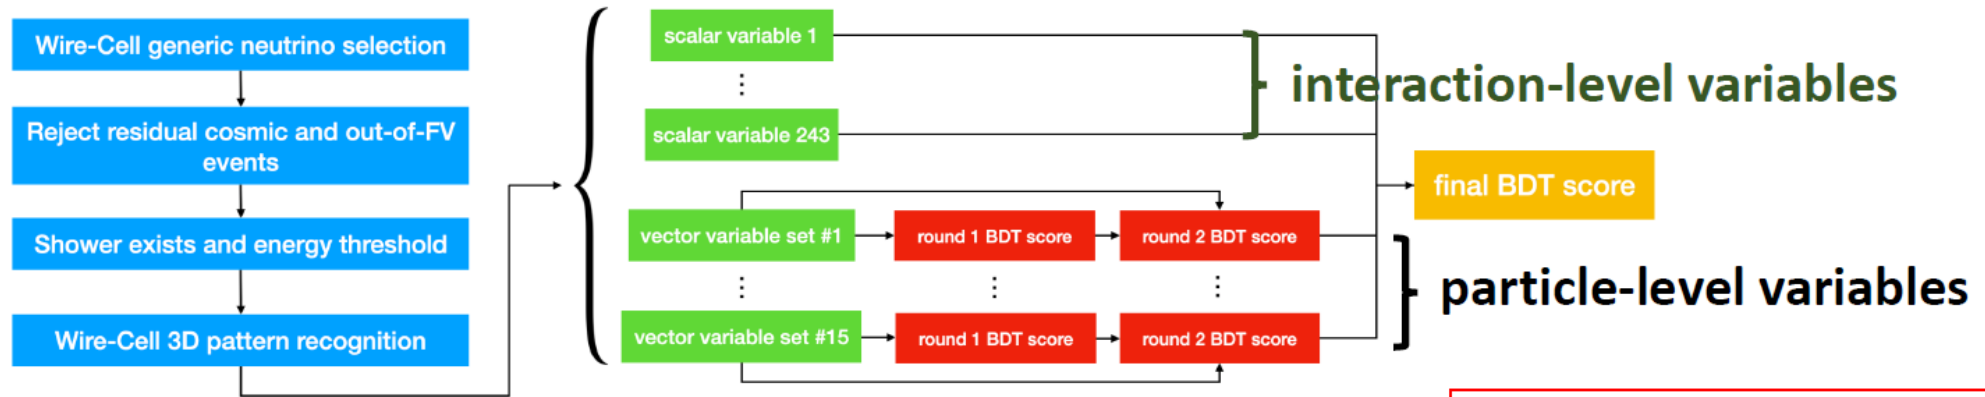 Wire-Cell generic neutrino selection
Reject residual cosmic and out-of-FV
events
Shower exists and energy threshold
Wire-Cell 3D pattern recognition
scalar variable 1
scalar variable 243
interaction-level variables
vector variable set #1
round 1 BDT score
round 2 BDT score
vector variable set #15
round 1 BDT score
round 2 BDT score
final BDT score
particle-level variables